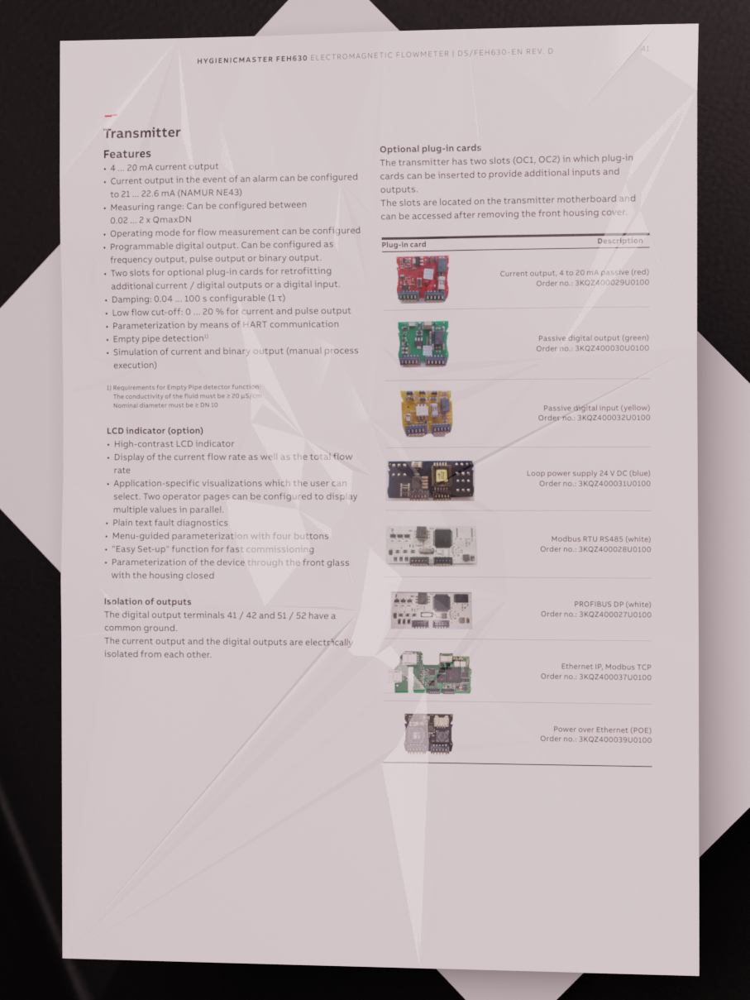 HYGIENICMASTER FEH630 ELECTROMAGNETIC FLOWMETER | DS/FEH630-EN REV. D
41
Transmitter
Features
• 4 … 20 mA current output
• Current output in the event of an alarm can be configured
to 21 … 22.6 mA (NAMUR NE43)
• Measuring range: Can be configured between
0.02 … 2 x QmaxDN
• Operating mode for flow measurement can be configured
• Programmable digital output. Can be configured as
frequency output, pulse output or binary output.
• Two slots for optional plug-in cards for retrofitting
additional current / digital outputs or a digital input.
• Damping: 0.04 … 100 s configurable (1 τ)
• Low flow cut-off: 0 … 20 % for current and pulse output
• Parameterization by means of HART communication
• Empty pipe detection¹⁾
• Simulation of current and binary output (manual process
execution)
1) Requirements for Empty Pipe detector function:
The conductivity of the fluid must be ≥ 20 µS/cm
Nominal diameter must be ≥ DN 10
LCD indicator (option)
• High-contrast LCD indicator
• Display of the current flow rate as well as the total flow
rate
• Application-specific visualizations which the user can
select. Two operator pages can be configured to display
multiple values in parallel.
• Plain text fault diagnostics
• Menu-guided parameterization with four buttons
• "Easy Set-up" function for fast commissioning
• Parameterization of the device through the front glass
with the housing closed
Isolation of outputs
The digital output terminals 41 / 42 and 51 / 52 have a
common ground.
The current output and the digital outputs are electrically
isolated from each other.
Optional plug-in cards
The transmitter has two slots (OC1, OC2) in which plug-in
cards can be inserted to provide additional inputs and
outputs.
The slots are located on the transmitter motherboard and
can be accessed after removing the front housing cover.
Plug-in card Description
Current output, 4 to 20 mA passive (red)
Order no.: 3KQZ400029U0100
Passive digital output (green)
Order no.: 3KQZ400030U0100
Passive digital input (yellow)
Order no.: 3KQZ400032U0100
Loop power supply 24 V DC (blue)
Order no.: 3KQZ400031U0100
Modbus RTU RS485 (white)
Order no.: 3KQZ400028U0100
PROFIBUS DP (white)
Order no.: 3KQZ400027U0100
Ethernet IP, Modbus TCP
Order no.: 3KQZ400037U0100
Power over Ethernet (POE)
Order no.: 3KQZ400039U0100